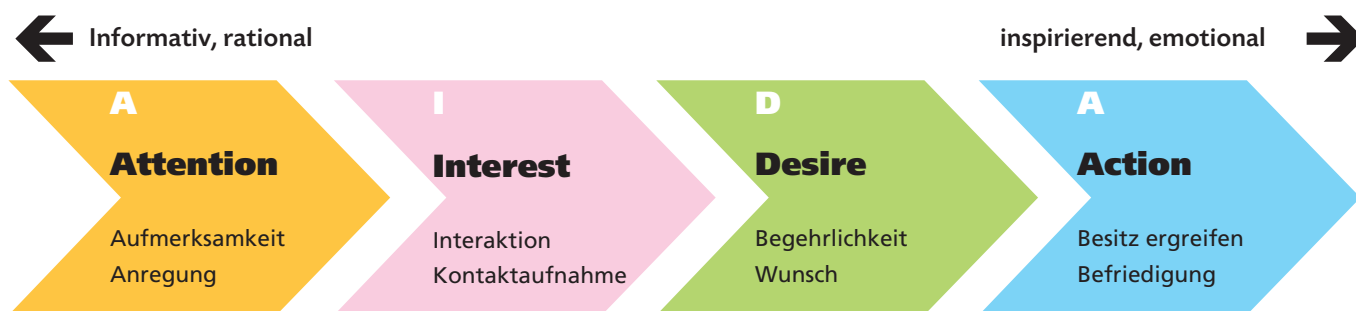 Informativ, rational
inspirierend, emotional
A
Attention
Aufmerksamkeit
Anregung
I
Interest
Interaktion
Kontaktaufnahme
D
Desire
Begehrlichkeit
Wunsch
A
Action
Besitz ergreifen
Befriedigung